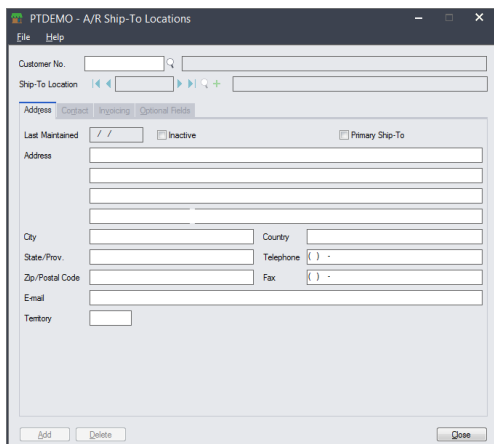 PTDEMO - A/R Ship-To Locations
File Help
Customer No.
Ship-To Location
Address Contact Invoicing Optional Fields
Last Maintained / / Inactive Primary Ship-To
Address
City Country
State/Prov. Telephone ( ) -
Zip/Postal Code Fax ( ) -
E-mail
Territory
Add Delete Close